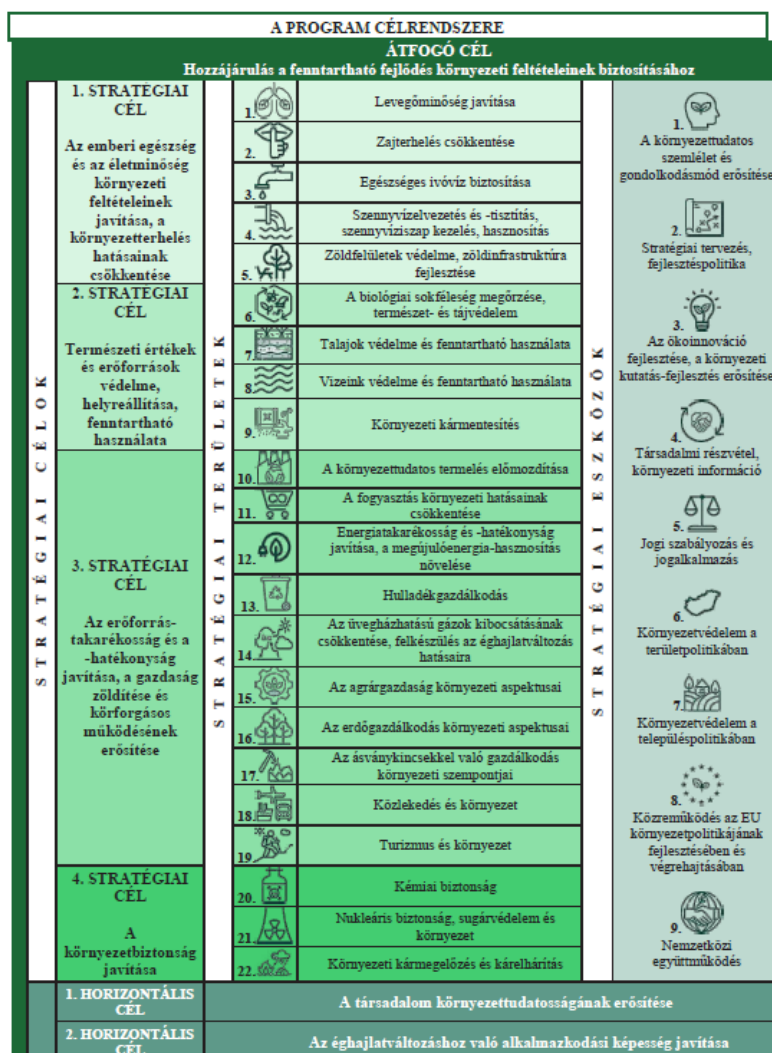 A PROGRAM CÉLRENDSZERE
ÁTFOGÓ CÉL
Hozzájárulás a fenntartható fejlődés környezeti feltételeinek biztosításához
STRATÉGIAI CÉLOK
1. STRATÉGIAI
CÉL
Az emberi egészség
és az életminőség
környezeti
feltételeinek
javítása, a
környezetterhelés
hatásainak
csökkentése
2. STRATÉGIAI
CÉL
Természeti értékek
és erőforrások
védelme,
helyreállítása,
fenntartható
használata
3. STRATÉGIAI
CÉL
Az erőforrás-
takarékosság és a
-hatékonyság
javítása, a gazdaság
zöldítése és
körforgásos
működésének
erősítése
4. STRATÉGIAI
CÉL
A
környezetbiztonság
javítása
STRATÉGIAI TERÜLETEK
1. Levegőminőség javítása
2. Zajterhelés csökkentése
3. Egészséges ivóvíz biztosítása
4. Szennyvízelvezetés és -tisztítás,
szennyvíziszap kezelés, hasznosítás
5. Zöldfelületek védelme, zöldinfrastruktúra
fejlesztése
6. A biológiai sokféleség megőrzése,
természet- és tájvédelem
7. Talajok védelme és fenntartható használata
8. Vizeink védelme és fenntartható használata
9. Környezeti kármentesítés
10. A környezettudatos termelés előmozdítása
11. A fogyasztás környezeti hatásainak
csökkentése
12. Energiatakarékosság és -hatékonyság
javítása, a megújulóenergia-hasznosítás
növelése
13. Hulladékgazdálkodás
14. Az üvegházhatású gázok kibocsátásának
csökkentése, felkészülés az éghajlatváltozás
hatásaira
15. Az agrárgazdaság környezeti aspektusai
16. Az erdőgazdálkodás környezeti aspektusai
17. Az ásványkincsekkel való gazdálkodás
környezeti szempontjai
18. Közlekedés és környezet
19. Turizmus és környezet
20. Kémiai biztonság
21. Nukleáris biztonság, sugárvédelem és
környezet
22. Környezeti kármegelőzés és kárelhárítás
STRATÉGIAI ESZKÖZÖK
1.
A környezettudatos
szemlélet és
gondolkodásmód erősítése
2.
Stratégiai tervezés,
fejlesztéspolitika
3.
Az ökoinnováció
fejlesztése, a környezeti
kutatás-fejlesztés erősítése
4.
Társadalmi részvétel,
környezeti információ
5.
Jogi szabályozás és
jogalkalmazás
6.
Környezetvédelem a
területpolitikában
7.
Környezetvédelem a
településpolitikában
8.
Közreműködés az EU
környezetpolitikájának
fejlesztésében és
végrehajtásában
9.
Nemzetközi
együttműködés
1. HORIZONTÁLIS
CÉL
A társadalom környezettudatosságának erősítése
2. HORIZONTÁLIS
CÉL
Az éghajlatváltozáshoz való alkalmazkodási képesség javítása